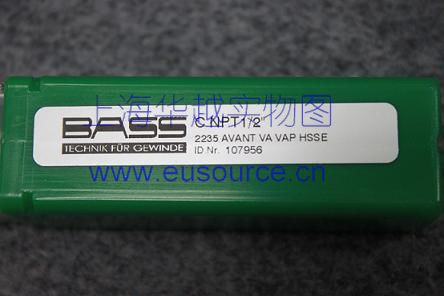 上海华越实物图
BASS
TECHNIK FÜR GEWINDE
C NPT1/2"
2235 AVANT VA VAP HSSE
ID Nr. 107956
www.eusource.cn